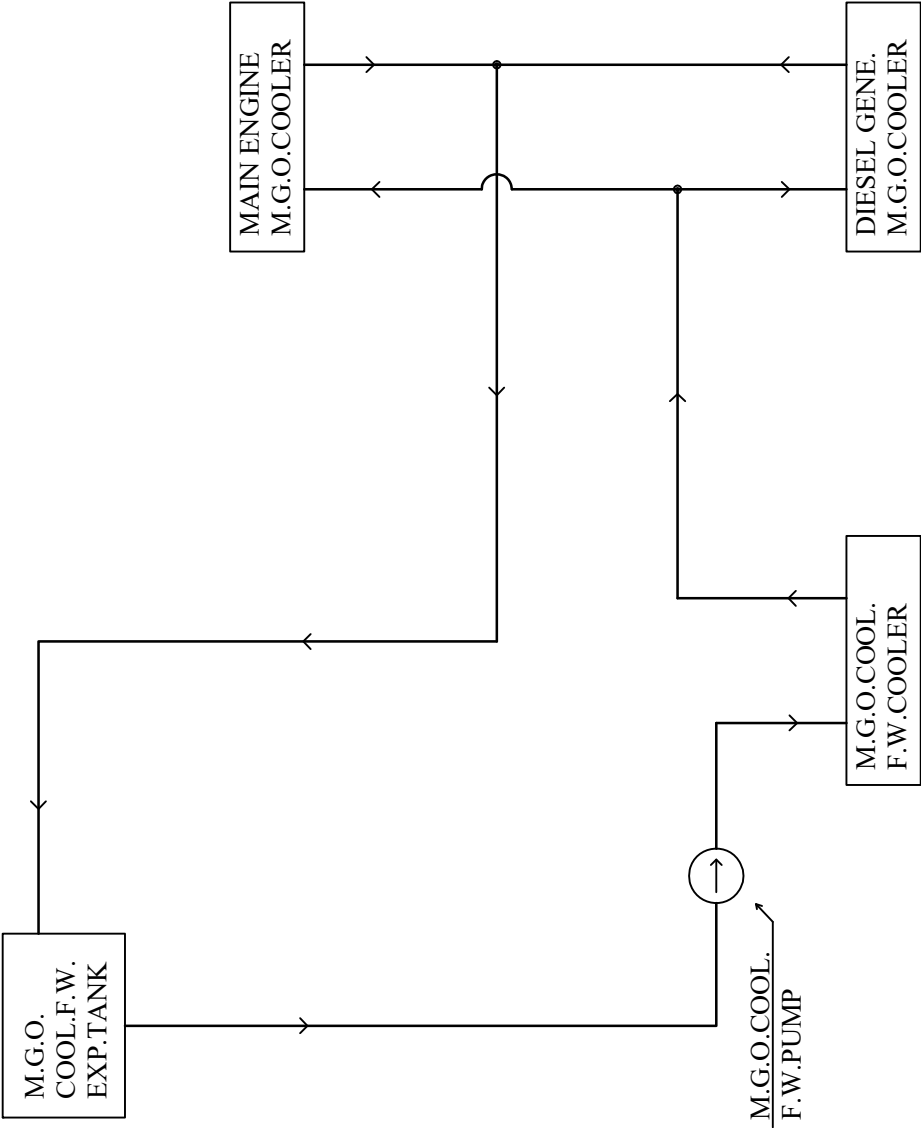 M.G.O.
COOL.F.W.
EXP.TANK
MAIN ENGINE
M.G.O.COOLER
M.G.O.COOL.
F.W.PUMP
M.G.O.COOL.
F.W.COOLER
DIESEL GENE.
M.G.O.COOLER